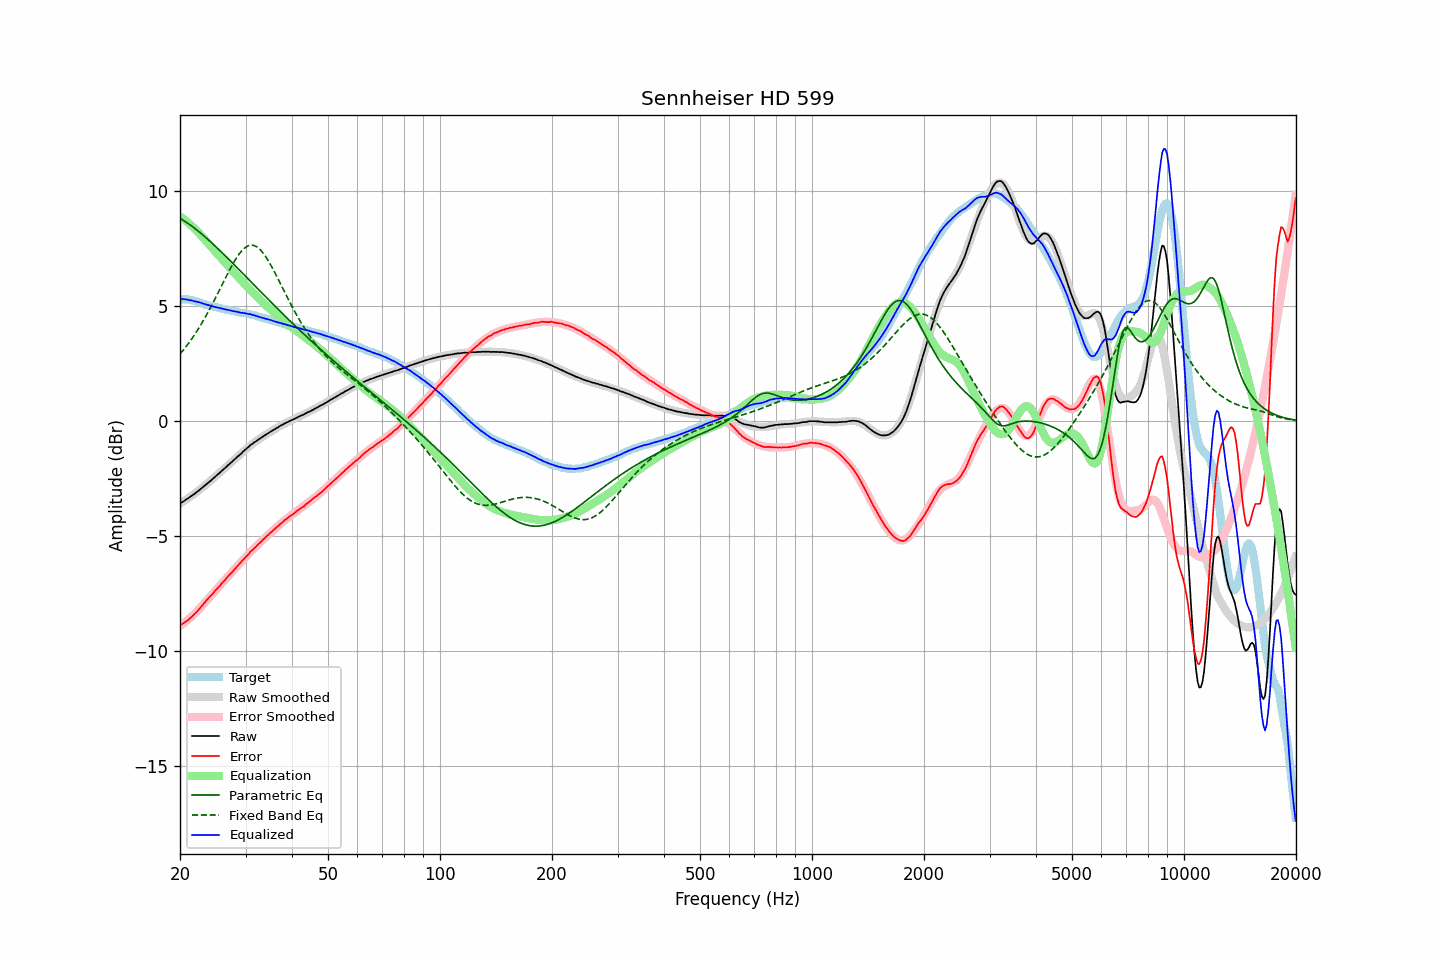 Sennheiser HD 599
Amplitude (dBr)
10
5
0
−5
−10
−15
Target
Raw Smoothed
Error Smoothed
Raw
Error
Equalization
Parametric Eq
Fixed Band Eq
Equalized
20 50 100 200 500 1000 2000 5000 10000 20000
Frequency (Hz)